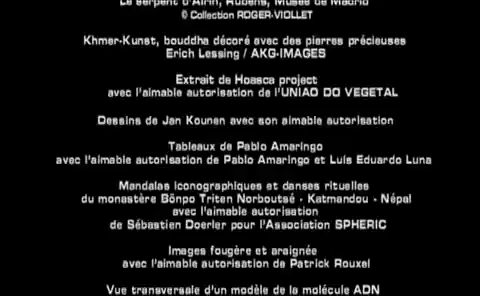 Le serpent d'Airin, Rubens, Musée de Madrid
© Collection ROGER-VIOLLET
Khmer-Kunst, bouddha décoré avec des pierres précieuses
Erich Lessing / AKG-IMAGES
Extrait de Hoasca project
avec l'aimable autorisation de l'UNIAO DO VEGETAL
Dessins de Jan Kounen avec son aimable autorisation
Tableaux de Pablo Amaringo
avec l'aimable autorisation de Pablo Amaringo et Luis Eduardo Luna
Mandalas iconographiques et danses rituelles
du monastère Bönpo Triten Norboutsé - Katmandou - Népal
avec l'aimable autorisation
de Sébastien Doerler pour l'Association SPHERIC
Images fougère et araignée
avec l'aimable autorisation de Patrick Rouxel
Vue transversale d'un modèle de la molécule ADN